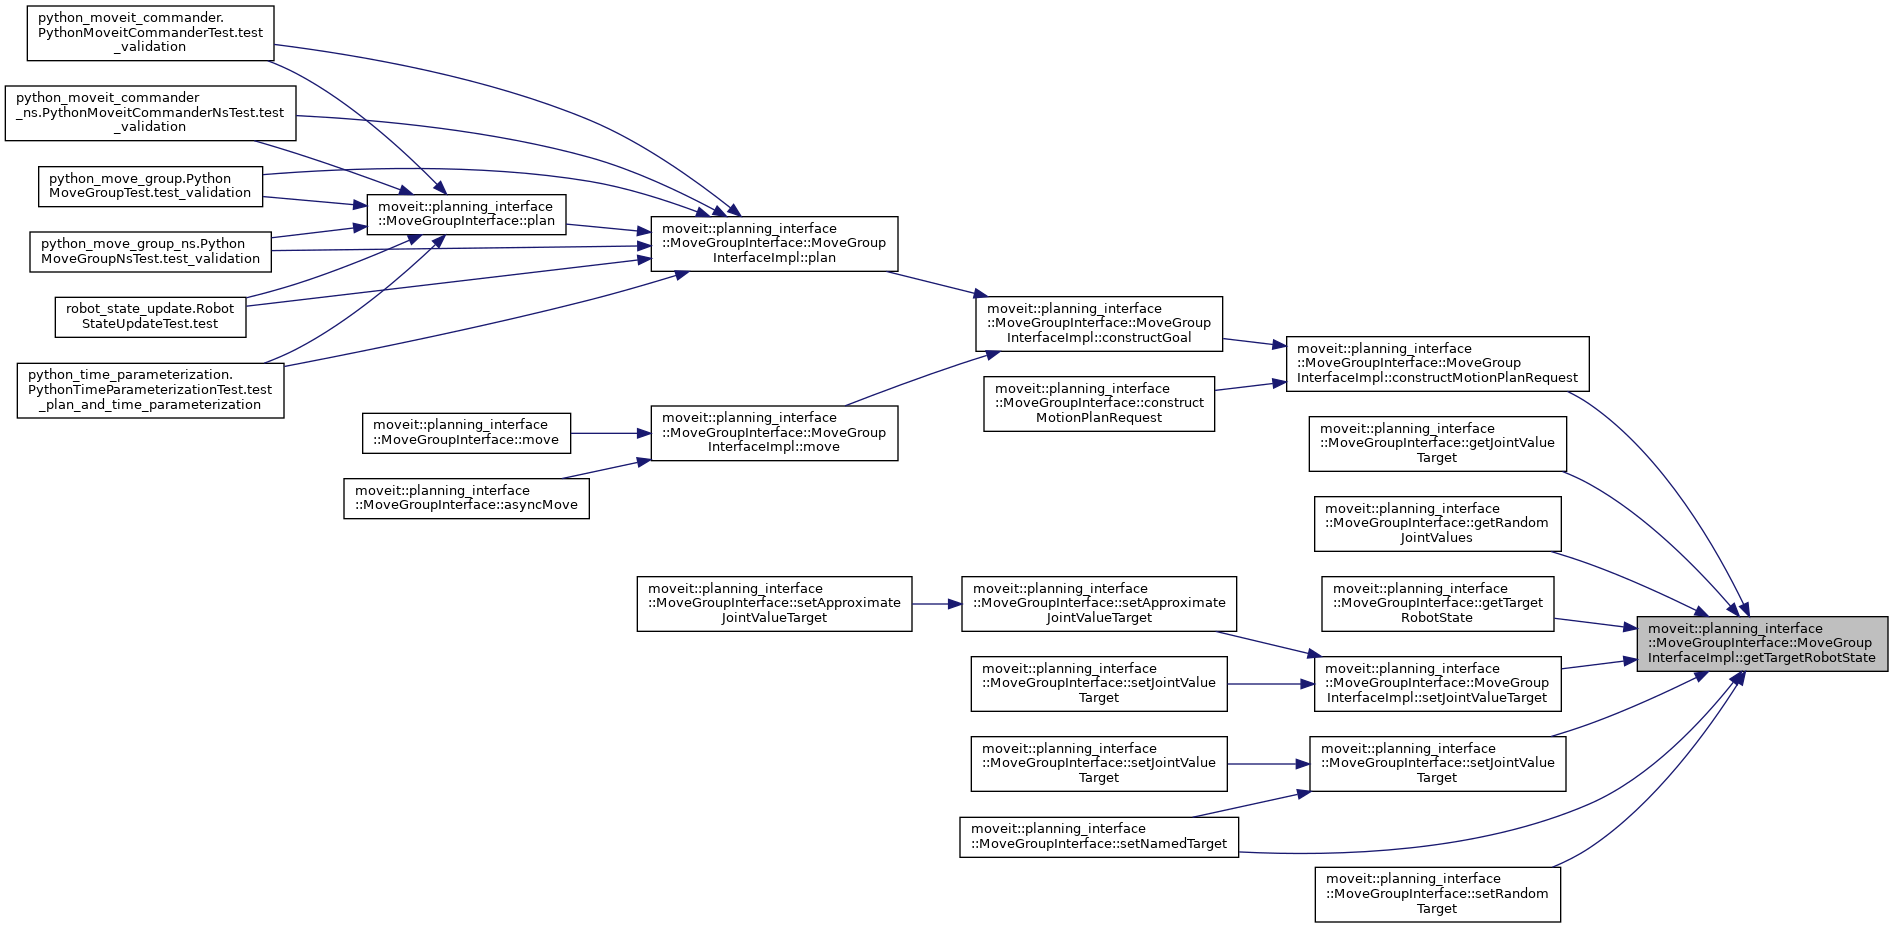 python_moveit_commander.
PythonMoveitCommanderTest.test
_validation
python_moveit_commander
_ns.PythonMoveitCommanderNsTest.test
_validation
python_move_group.Python
MoveGroupTest.test_validation
python_move_group_ns.Python
MoveGroupNsTest.test_validation
robot_state_update.Robot
StateUpdateTest.test
python_time_parameterization.
PythonTimeParameterizationTest.test
_plan_and_time_parameterization
moveit::planning_interface
::MoveGroupInterface::plan
moveit::planning_interface
::MoveGroupInterface::move
moveit::planning_interface
::MoveGroupInterface::asyncMove
moveit::planning_interface
::MoveGroupInterface::MoveGroup
InterfaceImpl::plan
moveit::planning_interface
::MoveGroupInterface::MoveGroup
InterfaceImpl::move
moveit::planning_interface
::MoveGroupInterface::setApproximate
JointValueTarget
moveit::planning_interface
::MoveGroupInterface::MoveGroup
InterfaceImpl::constructGoal
moveit::planning_interface
::MoveGroupInterface::construct
MotionPlanRequest
moveit::planning_interface
::MoveGroupInterface::setApproximate
JointValueTarget
moveit::planning_interface
::MoveGroupInterface::setJointValue
Target
moveit::planning_interface
::MoveGroupInterface::setJointValue
Target
moveit::planning_interface
::MoveGroupInterface::setNamedTarget
moveit::planning_interface
::MoveGroupInterface::MoveGroup
InterfaceImpl::constructMotionPlanRequest
moveit::planning_interface
::MoveGroupInterface::getJointValue
Target
moveit::planning_interface
::MoveGroupInterface::getRandom
JointValues
moveit::planning_interface
::MoveGroupInterface::getTarget
RobotState
moveit::planning_interface
::MoveGroupInterface::MoveGroup
InterfaceImpl::setJointValueTarget
moveit::planning_interface
::MoveGroupInterface::setJointValue
Target
moveit::planning_interface
::MoveGroupInterface::setRandom
Target
moveit::planning_interface
::MoveGroupInterface::MoveGroup
InterfaceImpl::getTargetRobotState